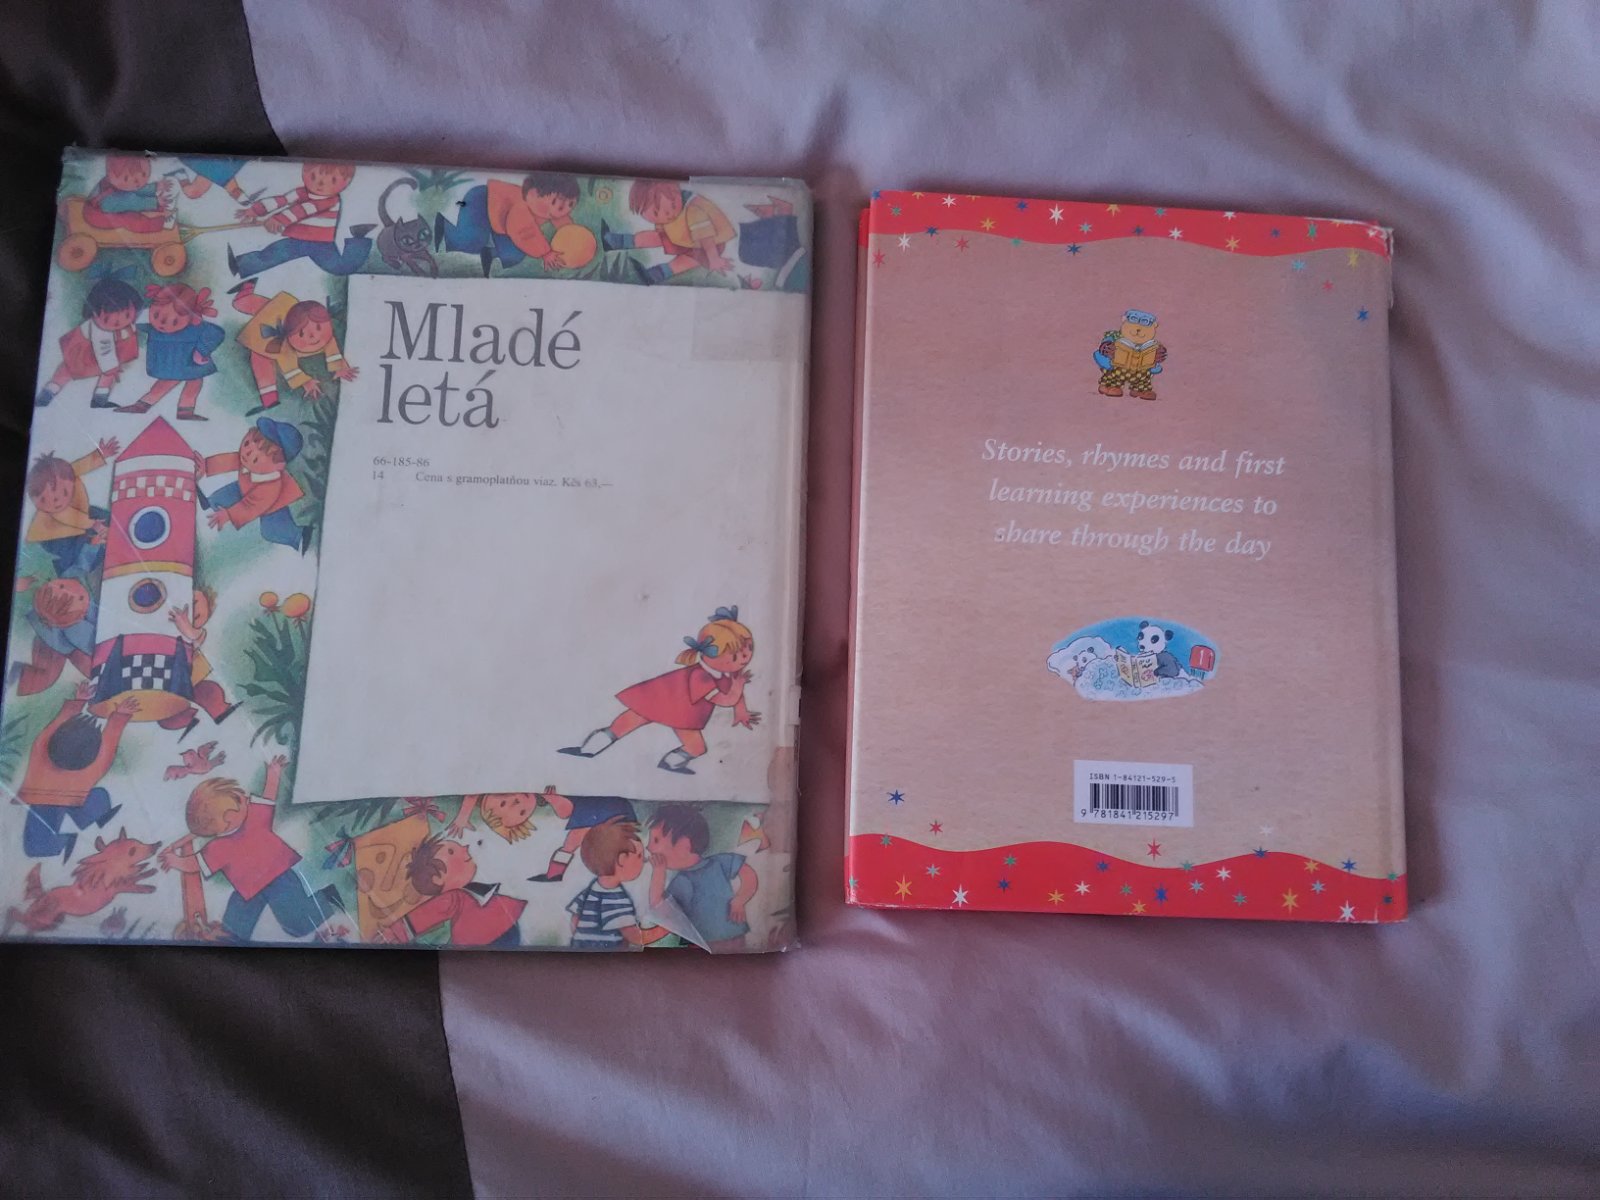 Mladé
letá
66-185-86
14 Cena s gramoplatňou viaz. Kčs 63,—
Stories, rhymes and first
learning experiences to
share through the day
1
ISBN 1-84121-529-5
9 781841 215297